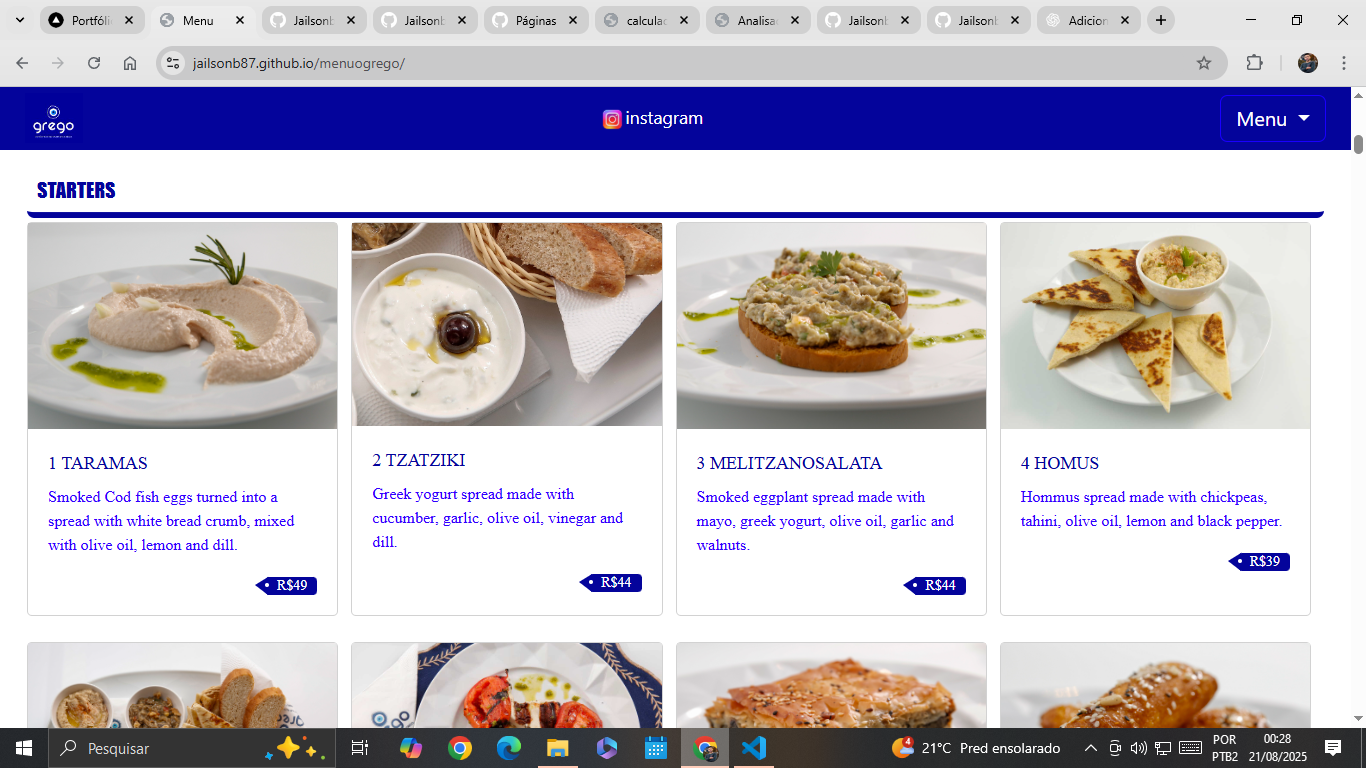 Portfóli
Menu
Jailsonb
Jailsonb
Páginas
calculac
Analisa
Jailsonb
Jailsonb
Adicion
jailsonb87.github.io/menuogrego/
grego
instagram
Menu
STARTERS
1 TARAMAS
Smoked Cod fish eggs turned into a
spread with white bread crumb, mixed
with olive oil, lemon and dill.
R$49
2 TZATZIKI
Greek yogurt spread made with
cucumber, garlic, olive oil, vinegar and
dill.
R$44
3 MELITZANOSALATA
Smoked eggplant spread made with
mayo, greek yogurt, olive oil, garlic and
walnuts.
R$44
4 HOMUS
Hommus spread made with chickpeas,
tahini, olive oil, lemon and black pepper.
R$39
Pesquisar
4
21°C Pred ensolarado
POR
PTB2
00:28
21/08/2025